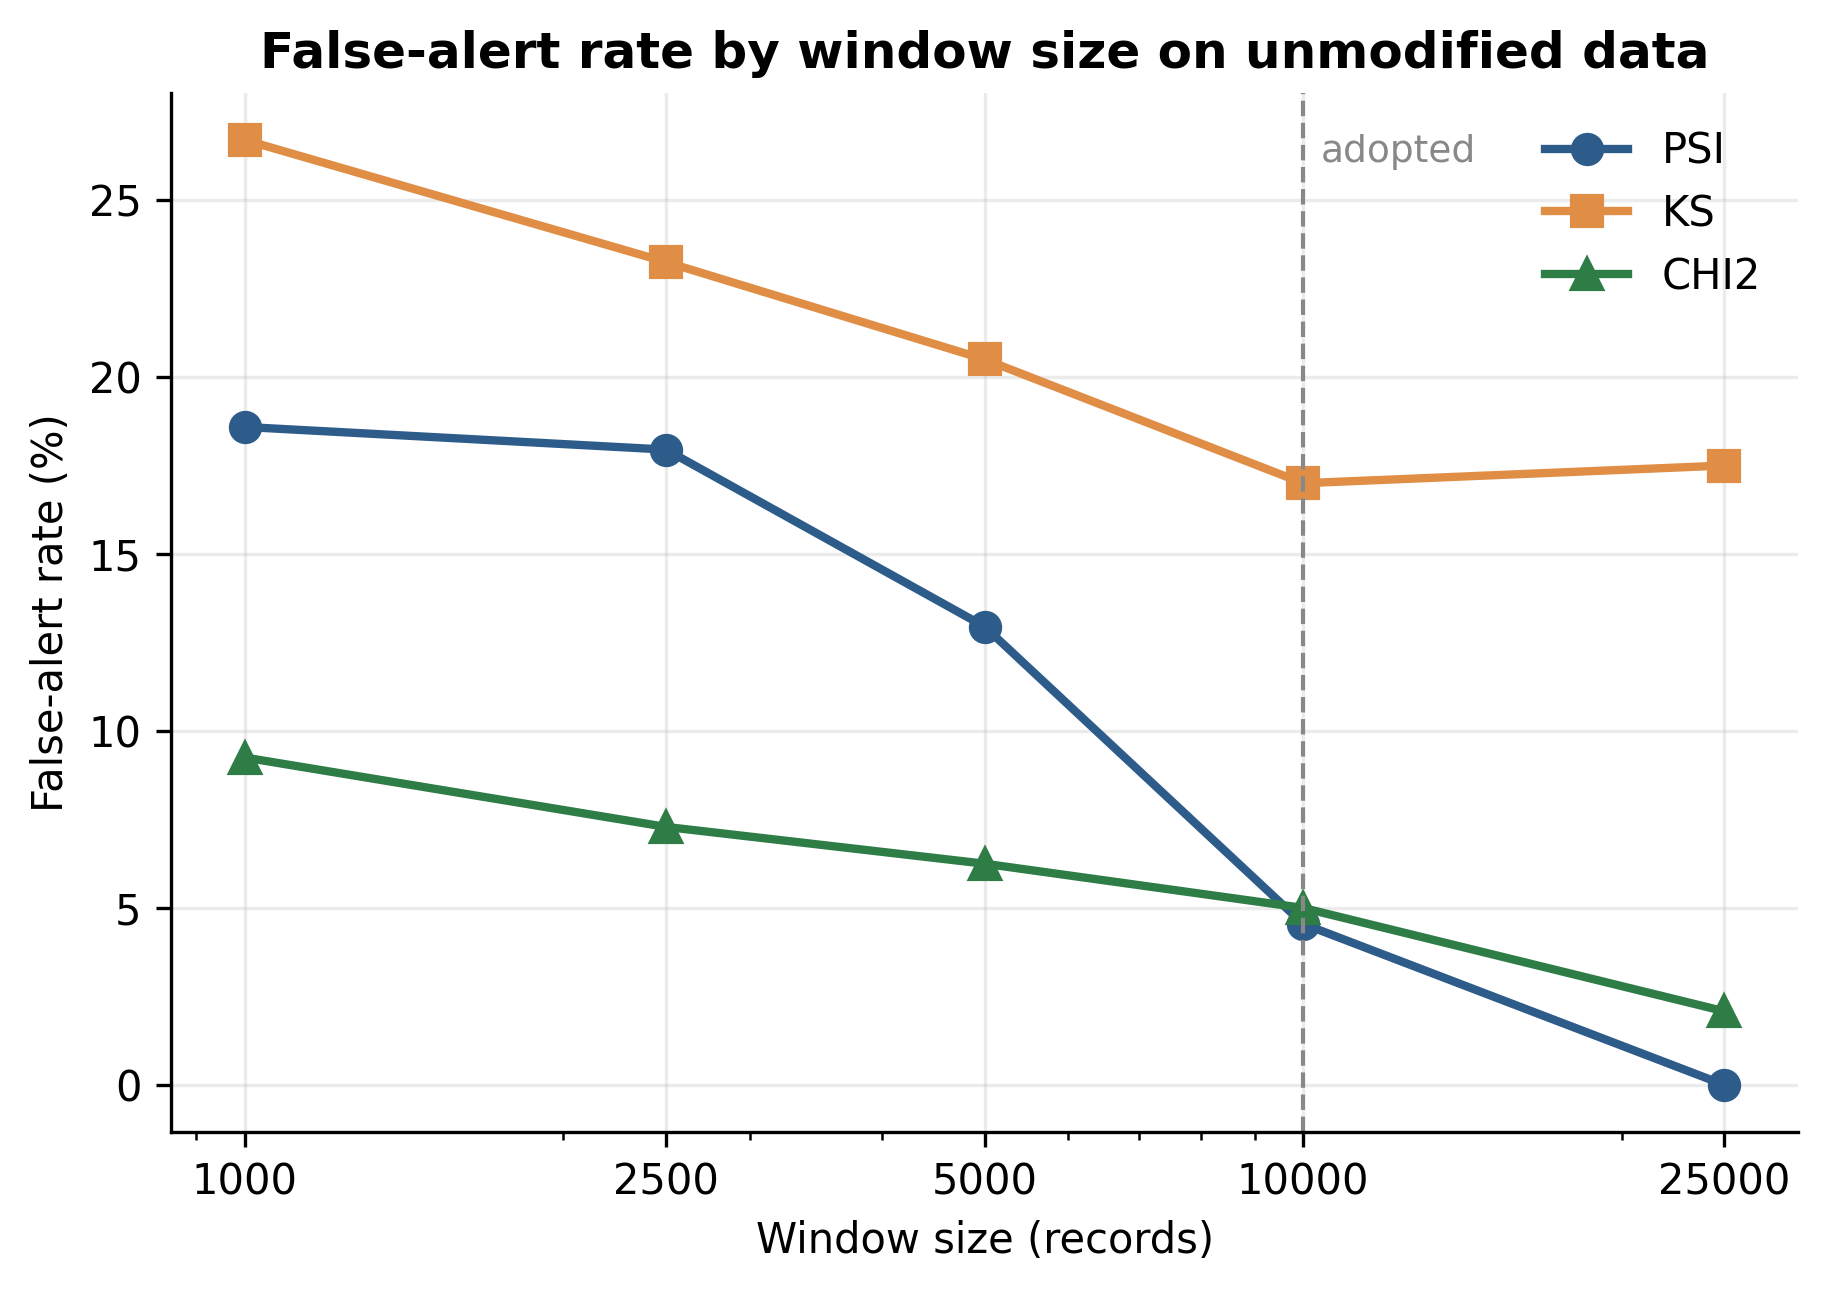 False-alert rate by window size on unmodified data
adopted
PSI
KS
CHI2
False-alert rate (%)
25
20
15
10
5
0
1000 2500 5000 10000 25000
Window size (records)